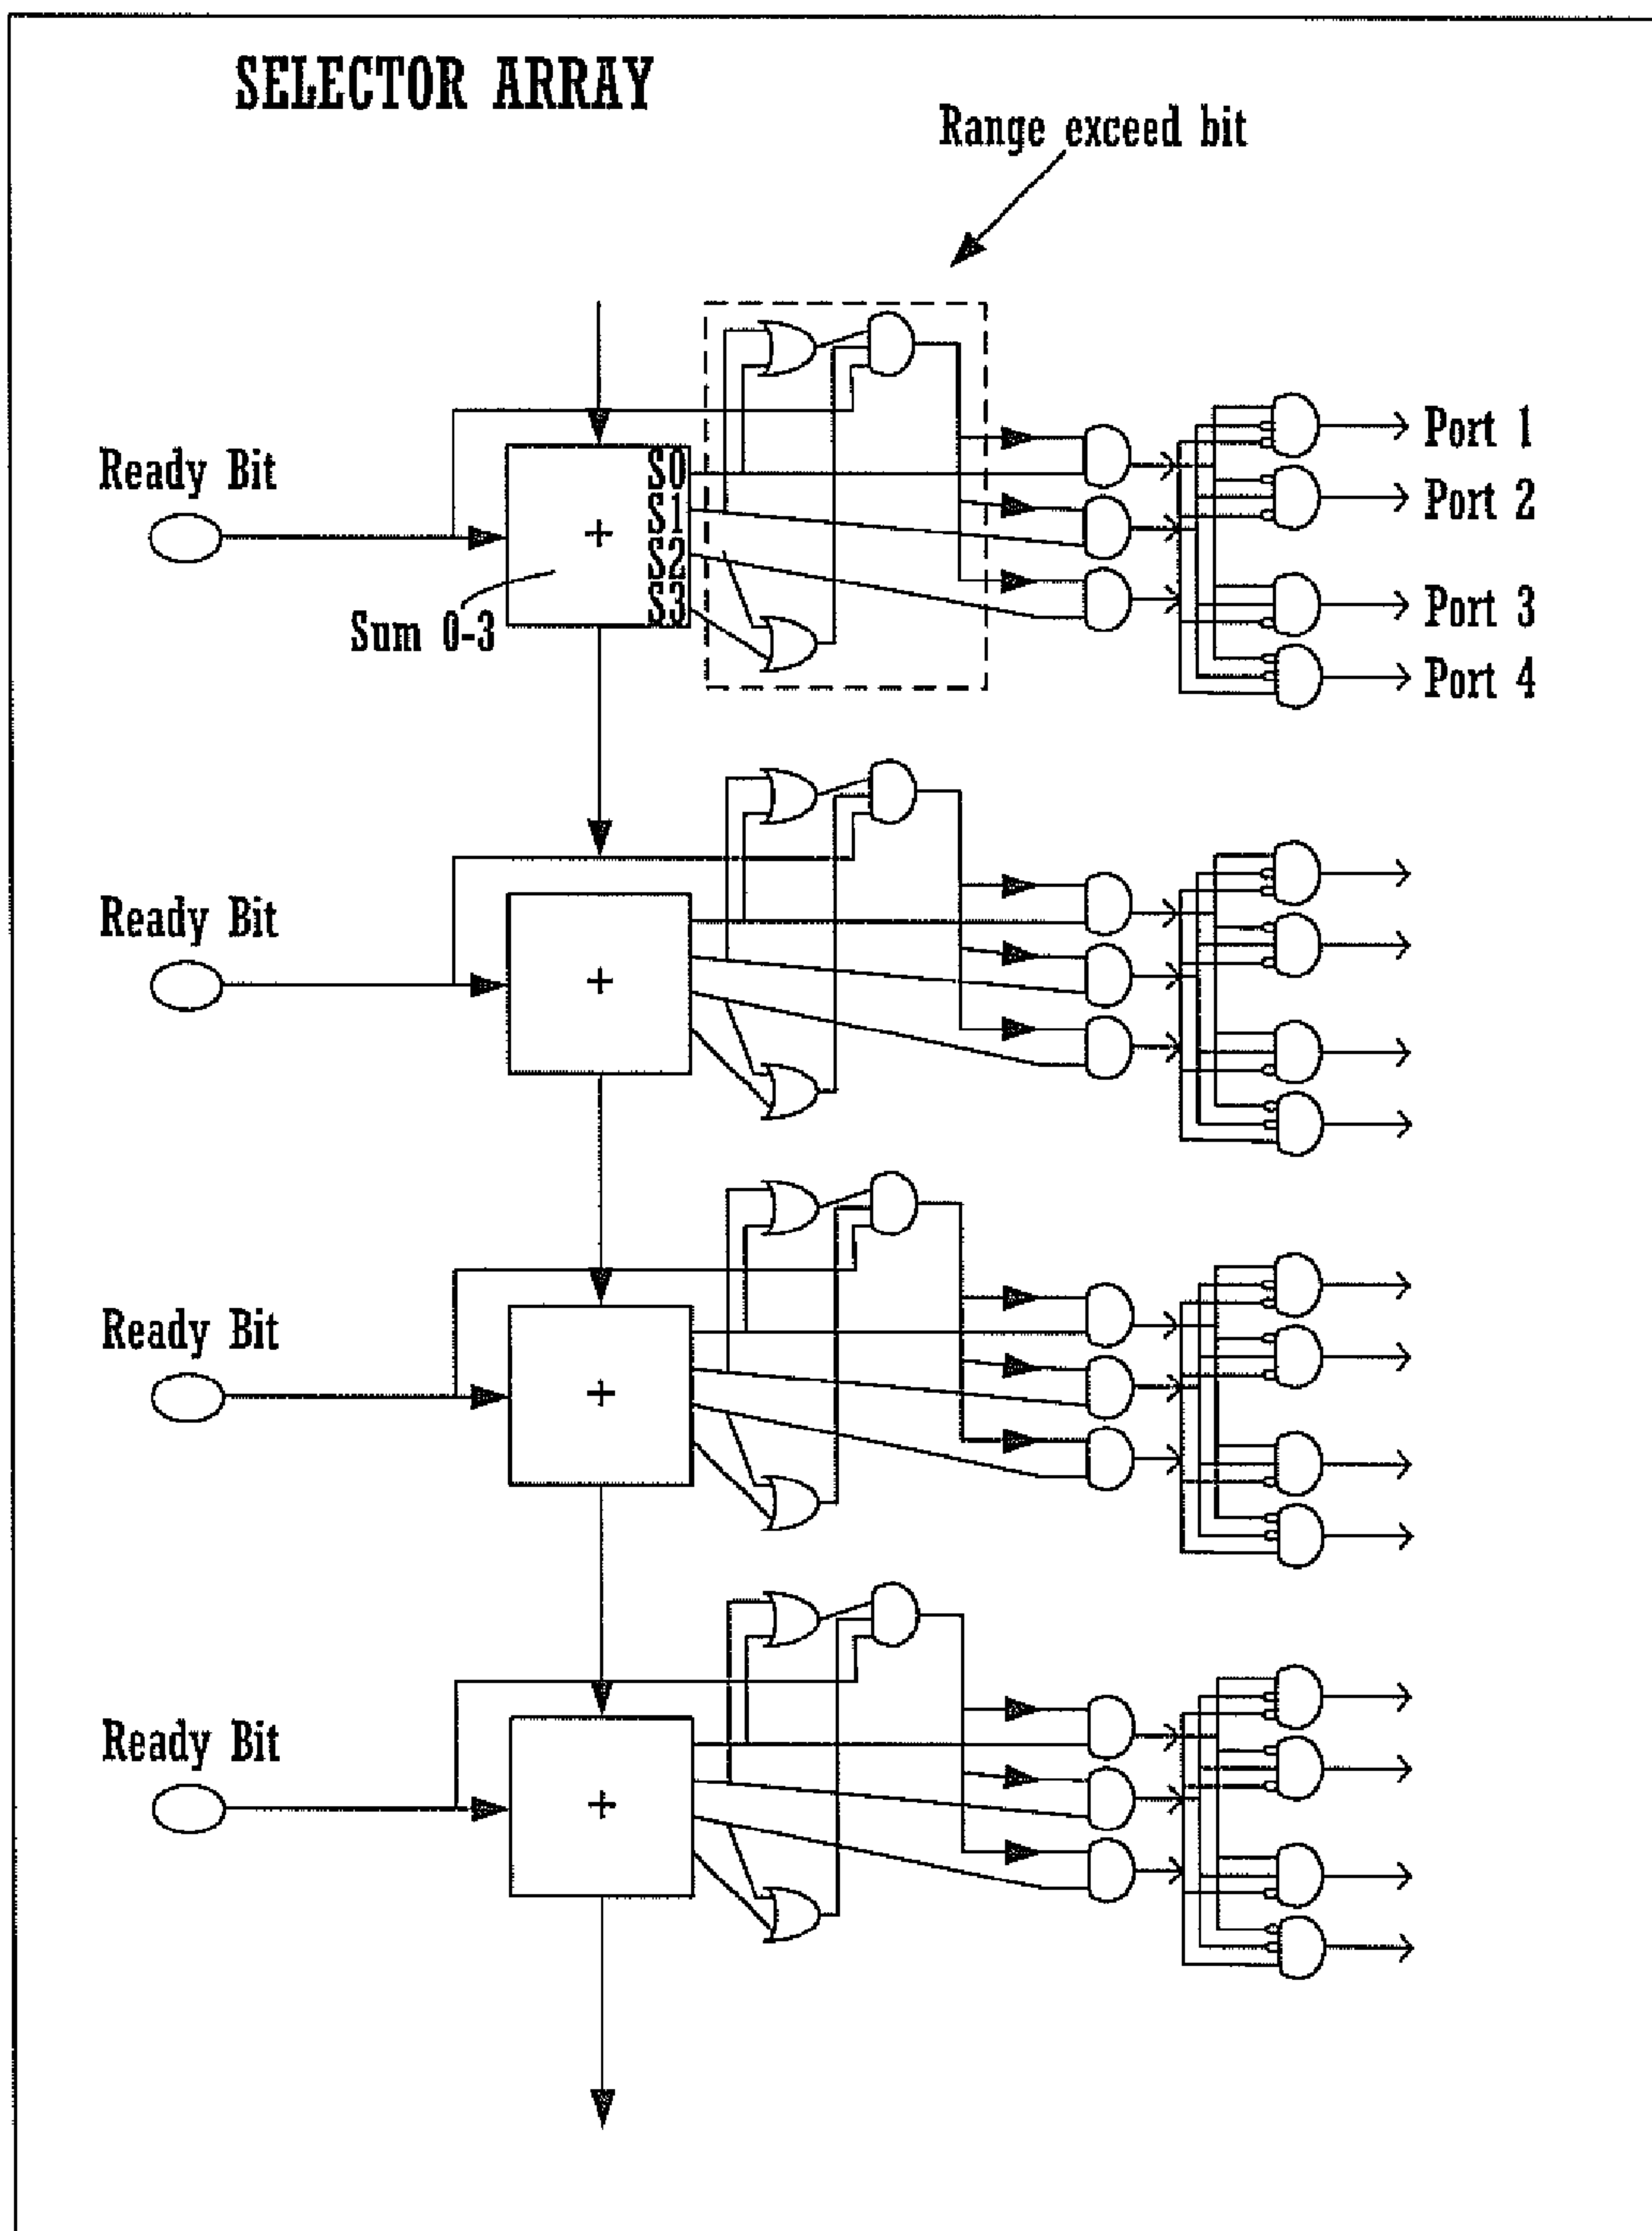 SELECTOR ARRAY
Range exceed bit
Ready Bit
S0
S1
+
S2
S3
Sum 0-3
Port 1
Port 2
Port 3
Port 4
Ready Bit
+
Ready Bit
+
Ready Bit
+